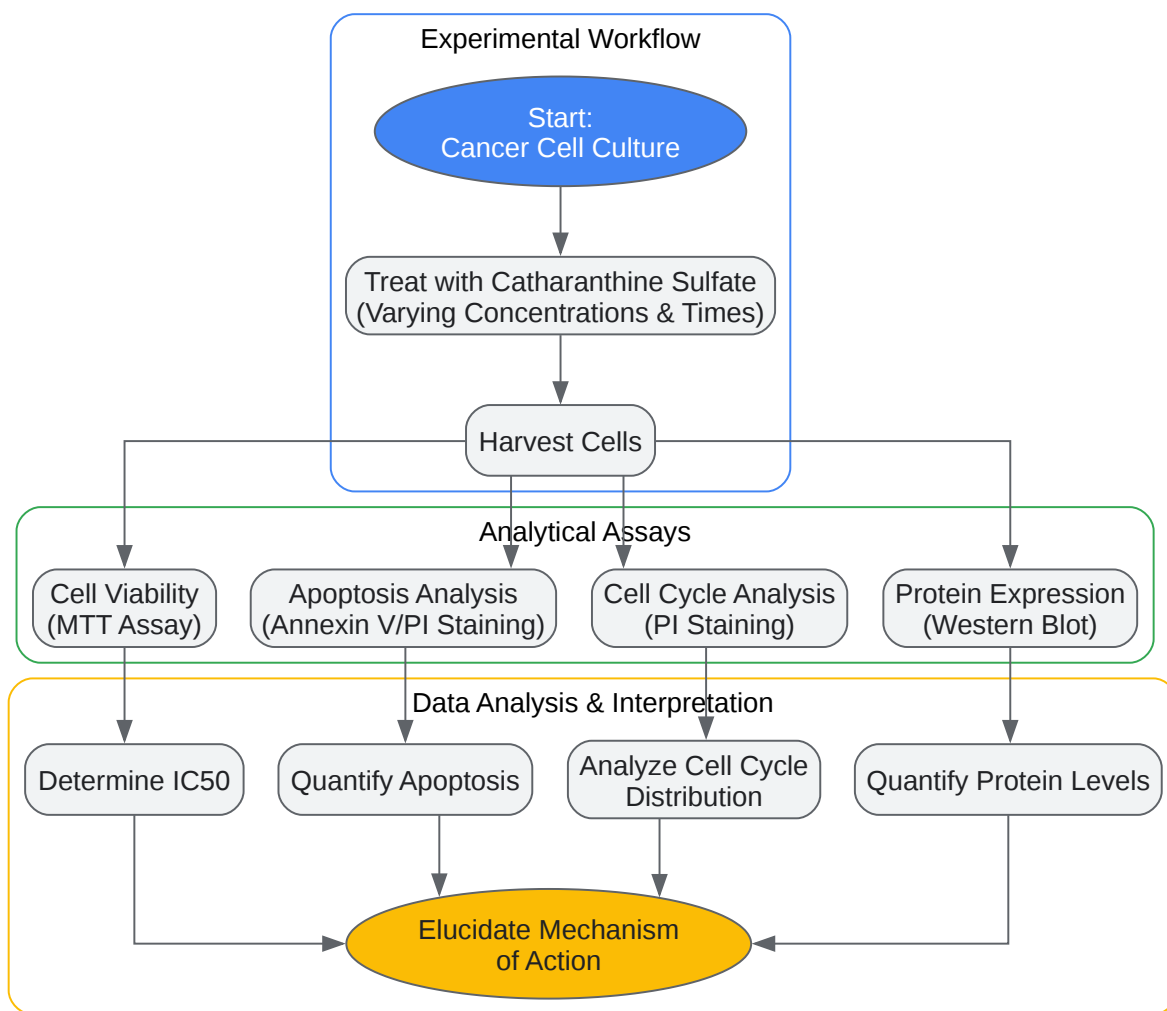 Experimental Workflow
Start:
Cancer Cell Culture
Treat with Catharanthine Sulfate
(Varying Concentrations & Times)
Harvest Cells
Analytical Assays
Cell Viability
(MTT Assay)
Apoptosis Analysis
(Annexin V/PI Staining)
Cell Cycle Analysis
(PI Staining)
Protein Expression
(Western Blot)
Data Analysis & Interpretation
Determine IC50
Quantify Apoptosis
Analyze Cell Cycle
Distribution
Quantify Protein Levels
Elucidate Mechanism
of Action